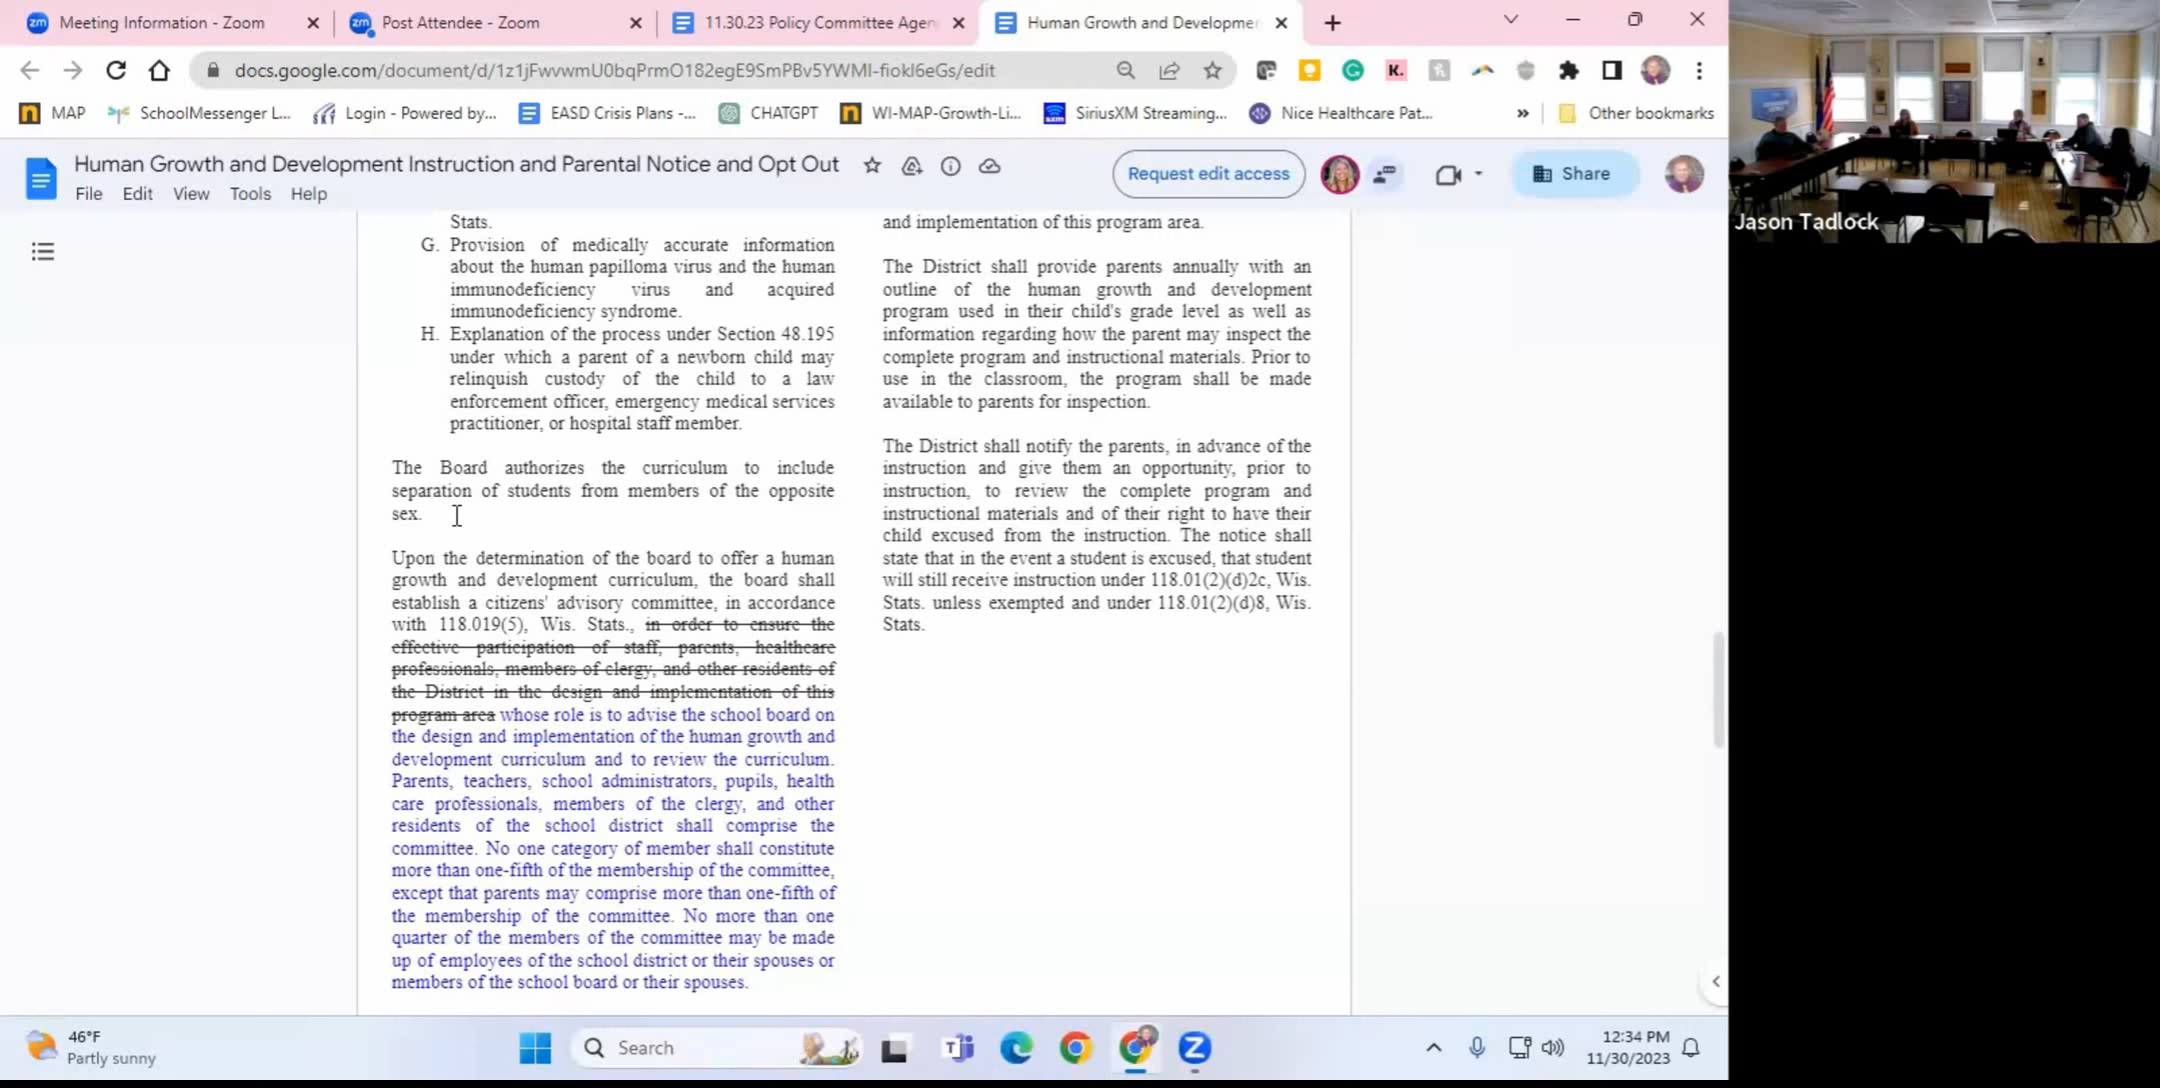 Meeting Information - Zoom
Post Attendee - Zoom
11.30.23 Policy Committee Agen
Human Growth and Developme
docs.google.com/document/d/1z1jFwvwmU0bqPrmO182egE9SmPBv5YWMI-fiokl6eGs/edit
MAP
SchoolMessenger L...
Login - Powered by...
EASD Crisis Plans -...
CHATGPT
WI-MAP-Growth-Li...
SiriusXM Streaming...
Nice Healthcare Pat...
Other bookmarks
Human Growth and Development Instruction and Parental Notice and Opt Out
Request edit access
Share
File Edit View Tools Help
Jason Tadlock
Stats.
G. Provision of medically accurate information
about the human papilloma virus and the human
immunodeficiency virus and acquired
immunodeficiency syndrome.
H. Explanation of the process under Section 48.195
under which a parent of a newborn child may
relinquish custody of the child to a law
enforcement officer, emergency medical services
practitioner, or hospital staff member.
The Board authorizes the curriculum to include
separation of students from members of the opposite
sex.
Upon the determination of the board to offer a human
growth and development curriculum, the board shall
establish a citizens' advisory committee, in accordance
with 118.019(5), Wis. Stats., in order to ensure the
effective participation of staff, parents, healthcare
professionals, members of clergy, and other residents of
the District in the design and implementation of this
program area whose role is to advise the school board on
the design and implementation of the human growth and
development curriculum and to review the curriculum.
Parents, teachers, school administrators, pupils, health
care professionals, members of the clergy, and other
residents of the school district shall comprise the
committee. No one category of member shall constitute
more than one-fifth of the membership of the committee,
except that parents may comprise more than one-fifth of
the membership of the committee. No more than one
quarter of the members of the committee may be made
up of employees of the school district or their spouses or
members of the school board or their spouses.
and implementation of this program area.
The District shall provide parents annually with an
outline of the human growth and development
program used in their child's grade level as well as
information regarding how the parent may inspect the
complete program and instructional materials. Prior to
use in the classroom, the program shall be made
available to parents for inspection.
The District shall notify the parents, in advance of the
instruction and give them an opportunity, prior to
instruction, to review the complete program and
instructional materials and of their right to have their
child excused from the instruction. The notice shall
state that in the event a student is excused, that student
will still receive instruction under 118.01(2)(d)2c, Wis.
Stats. unless exempted and under 118.01(2)(d)8, Wis.
Stats.
46°F
Partly sunny
Search
12:34 PM
11/30/2023